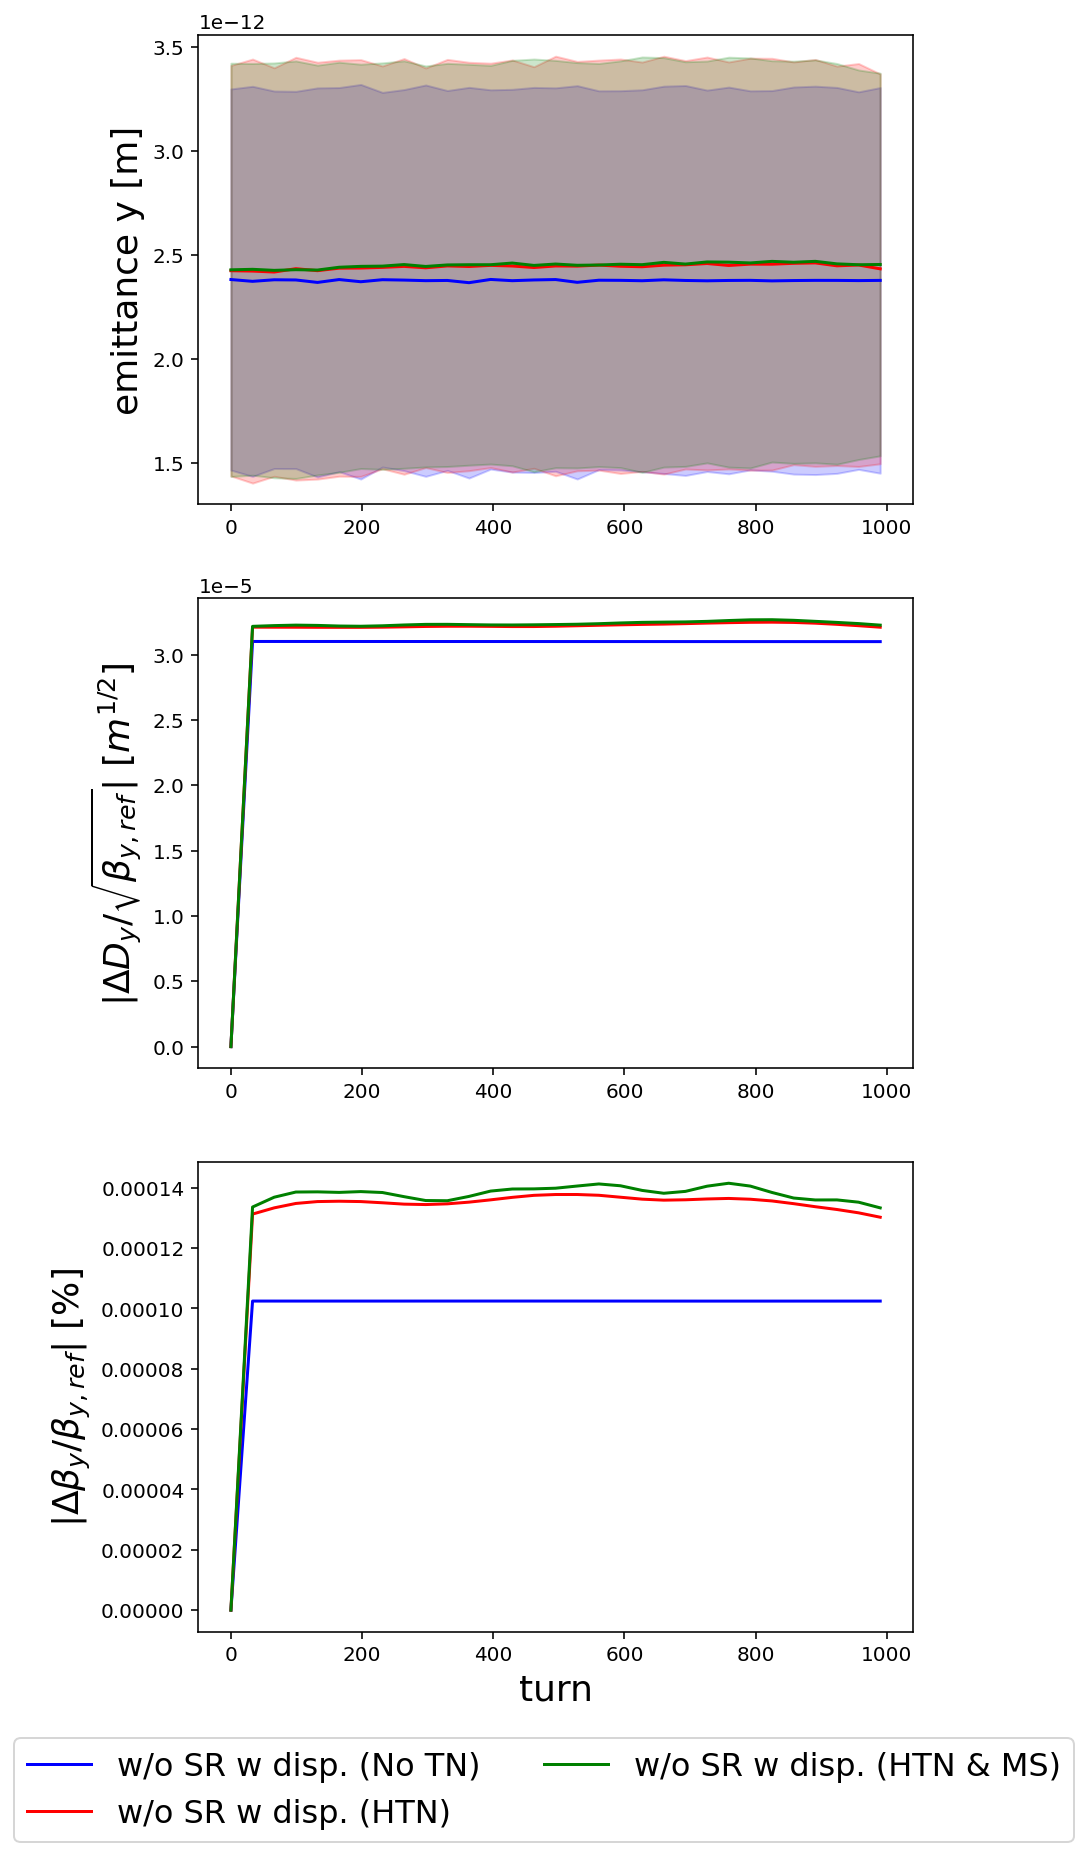 1e−12
3.5
3.0
2.5
2.0
1.5
emittance y [m]
0 200 400 600 800 1000
1e−5
3.0
2.5
2.0
1.5
1.0
0.5
0.0
|ΔD_y/√β_{y,ref}| [m^{1/2}]
0 200 400 600 800 1000
0.00014
0.00012
0.00010
0.00008
0.00006
0.00004
0.00002
0.00000
|Δβ_y/β_{y,ref}| [%]
0 200 400 600 800 1000
turn
w/o SR w disp. (No TN)
w/o SR w disp. (HTN)
w/o SR w disp. (HTN & MS)